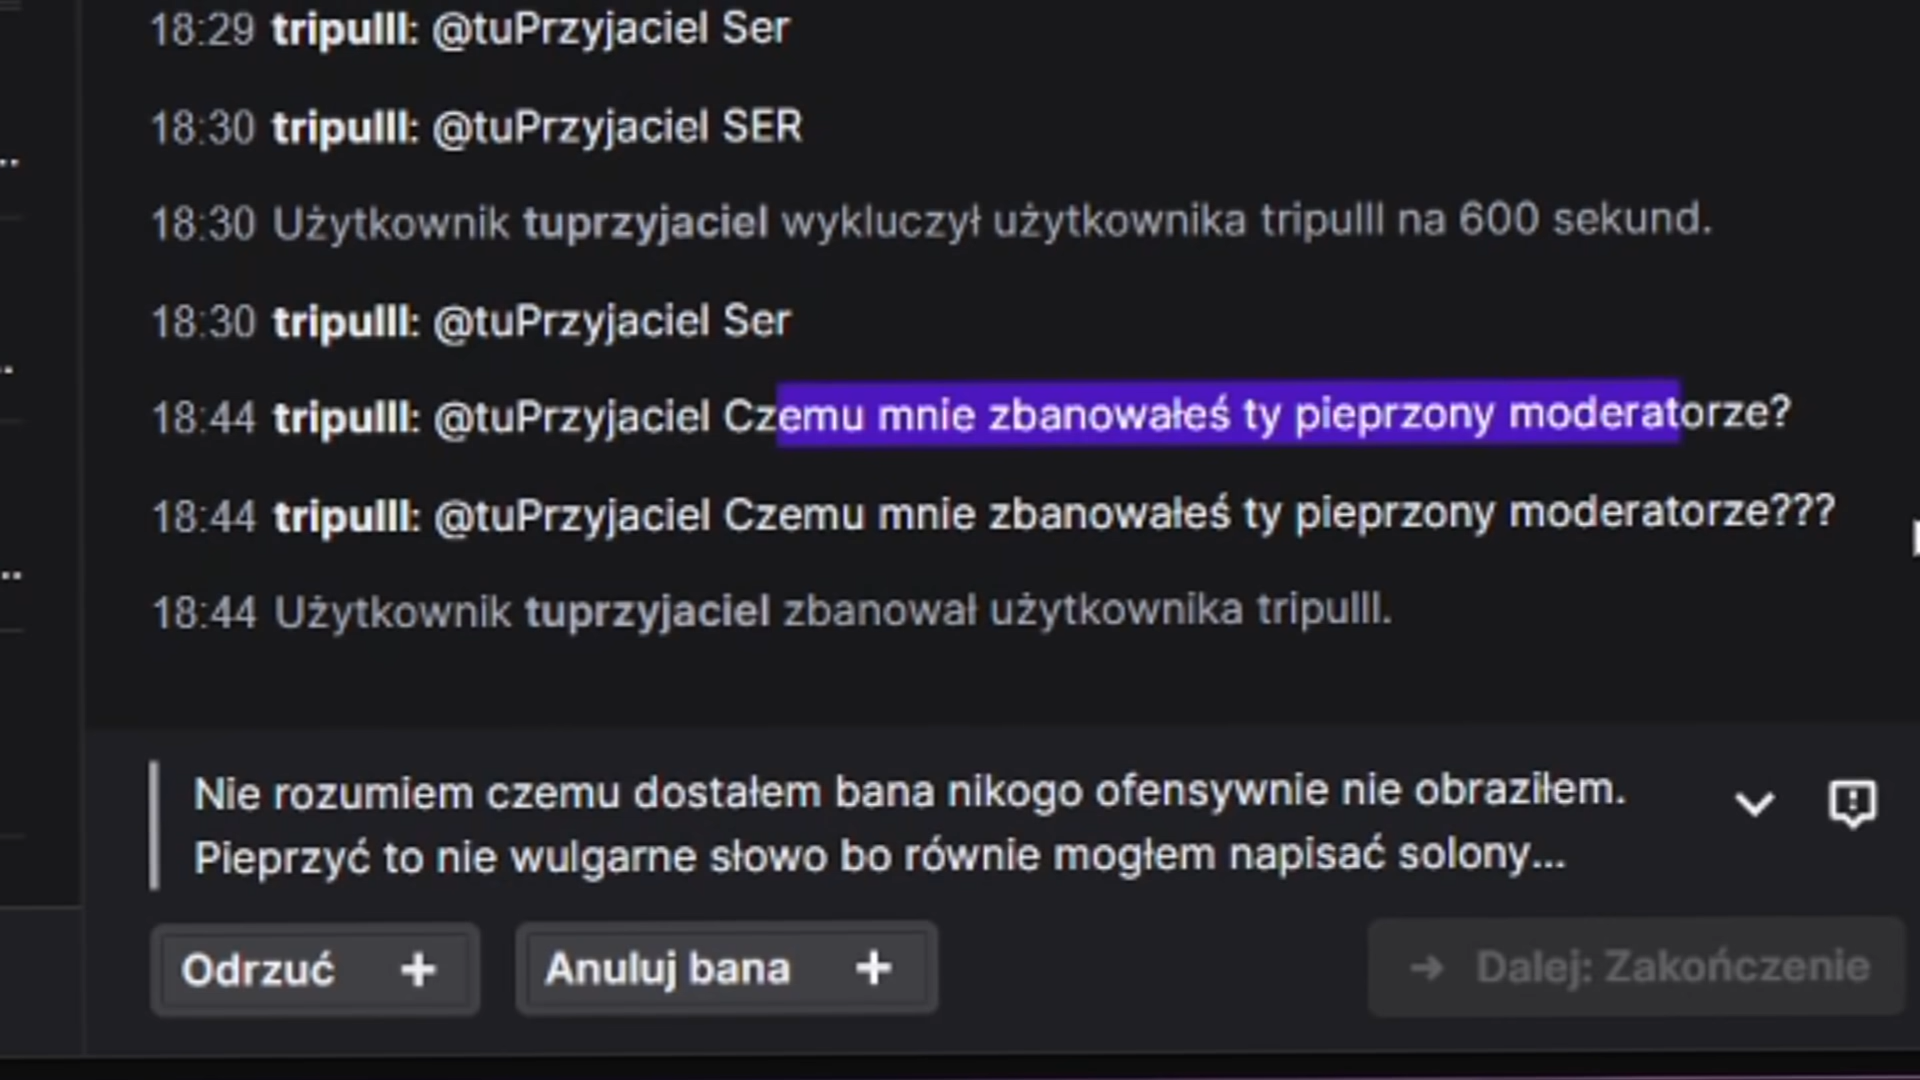 18:29 tripulll: @tuPrzyjaciel Ser
18:30 tripulll: @tuPrzyjaciel SER
18:30 Użytkownik tuprzyjaciel wykluczył użytkownika tripulll na 600 sekund.
18:30 tripulll: @tuPrzyjaciel Ser
18:44 tripulll: @tuPrzyjaciel Czemu mnie zbanowałeś ty pieprzony moderatorze?
18:44 tripulll: @tuPrzyjaciel Czemu mnie zbanowałeś ty pieprzony moderatorze???
18:44 Użytkownik tuprzyjaciel zbanował użytkownika tripulll.
Nie rozumiem czemu dostałem bana nikogo ofensywnie nie obraziłem.
Pieprzyć to nie wulgarne słowo bo równie mogłem napisać solony...
Odrzuć + Anuluj bana + → Dalej: Zakończenie